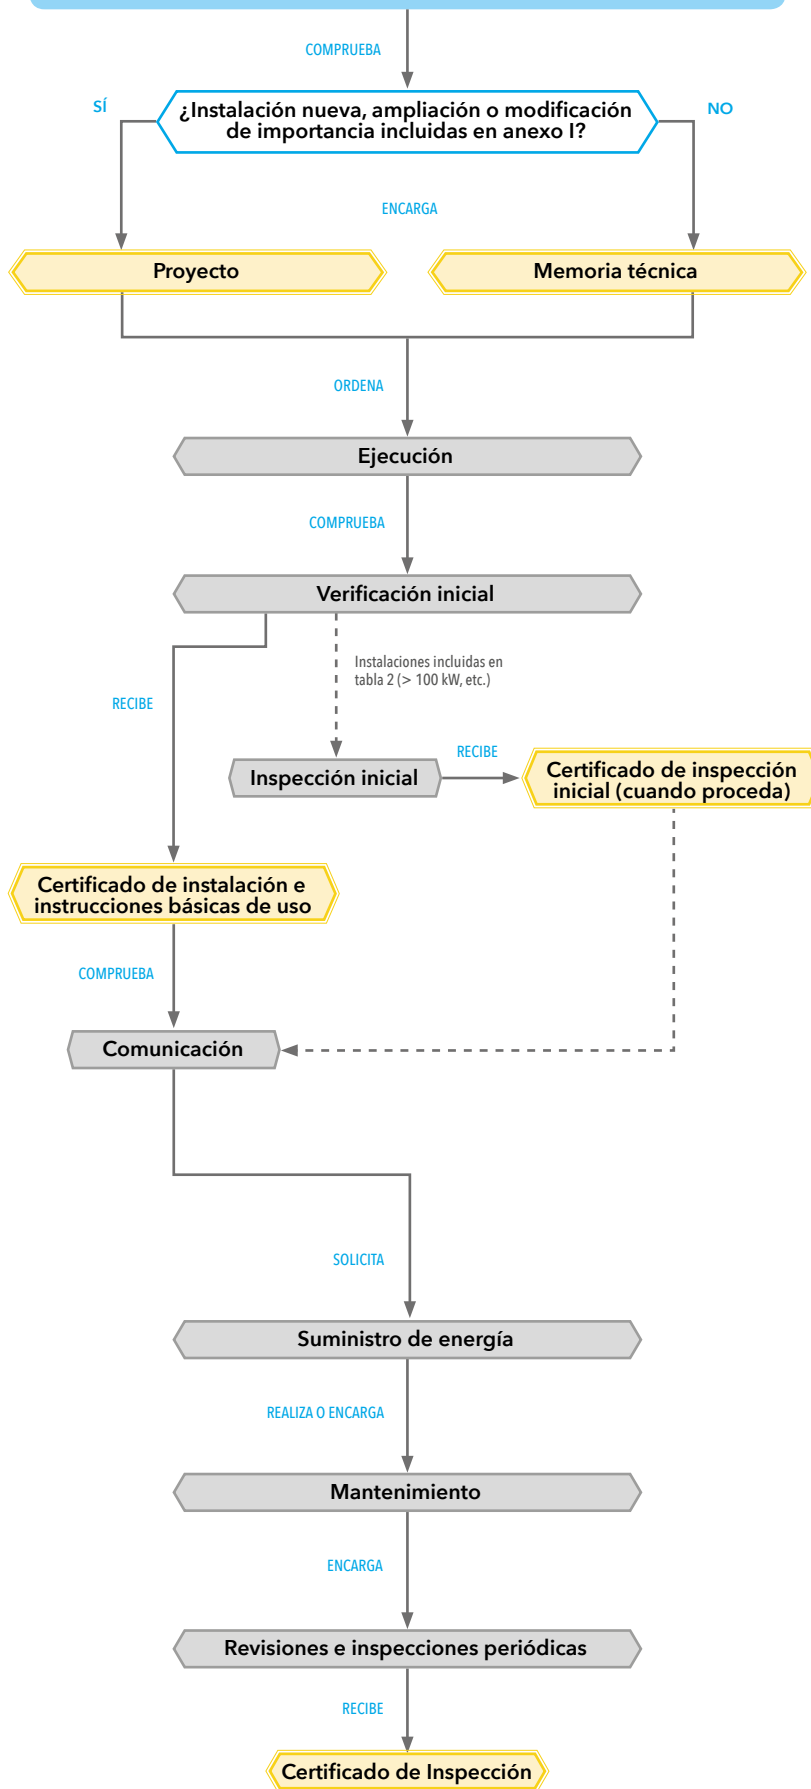 COMPRUEBA
SÍ
¿Instalación nueva, ampliación o modificación
de importancia incluidas en anexo I?
NO
ENCARGA
Proyecto
Memoria técnica
ORDENA
Ejecución
COMPRUEBA
Verificación inicial
Instalaciones incluidas en
tabla 2 (> 100 kW, etc.)
RECIBE
RECIBE
Inspección inicial
Certificado de inspección
inicial (cuando proceda)
Certificado de instalación e
instrucciones básicas de uso
COMPRUEBA
Comunicación
SOLICITA
Suministro de energía
REALIZA O ENCARGA
Mantenimiento
ENCARGA
Revisiones e inspecciones periódicas
RECIBE
Certificado de Inspección